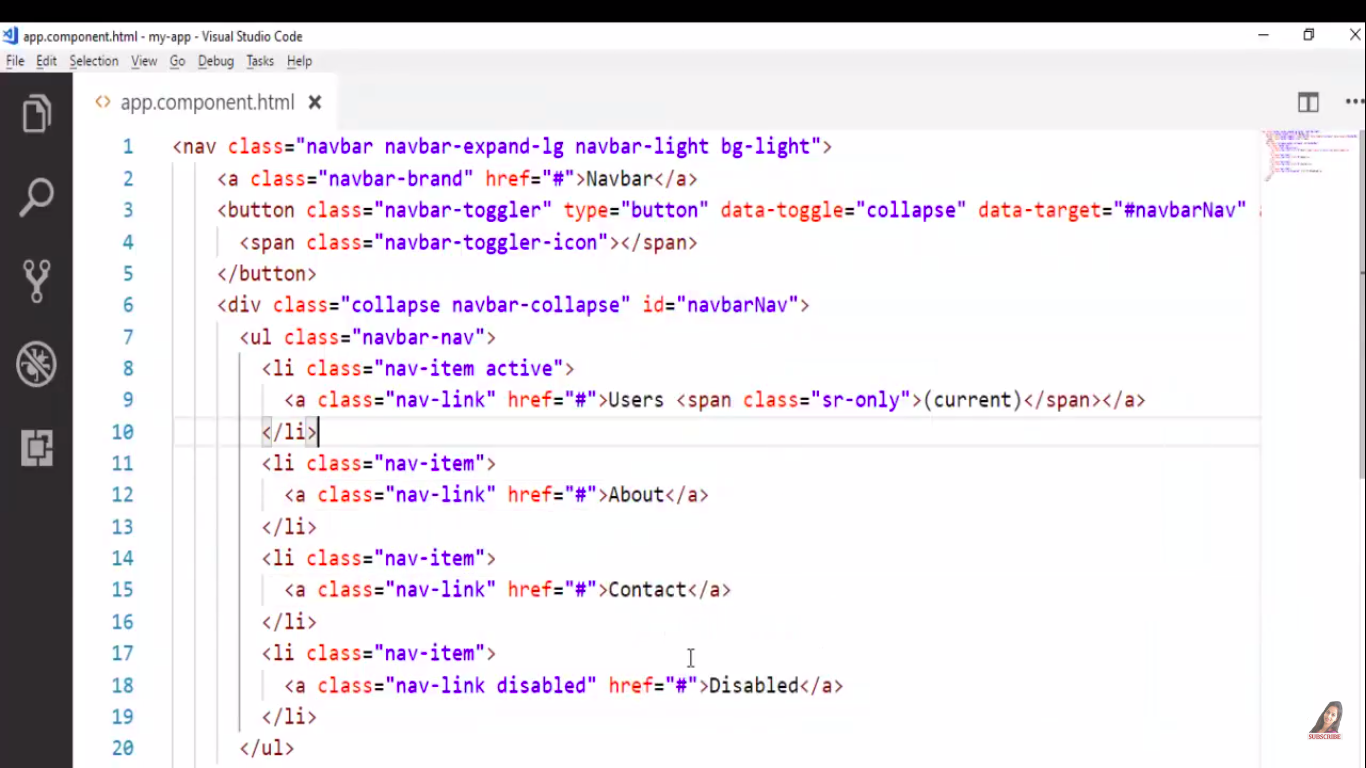 app.component.html - my-app - Visual Studio Code
File Edit Selection View Go Debug Tasks Help
<> app.component.html ×
1 <nav class="navbar navbar-expand-lg navbar-light bg-light">
2 <a class="navbar-brand" href="#">Navbar</a>
3 <button class="navbar-toggler" type="button" data-toggle="collapse" data-target="#navbarNav"
4 <span class="navbar-toggler-icon"></span>
5 </button>
6 <div class="collapse navbar-collapse" id="navbarNav">
7 <ul class="navbar-nav">
8 <li class="nav-item active">
9 <a class="nav-link" href="#">Users <span class="sr-only">(current)</span></a>
10 </li>
11 <li class="nav-item">
12 <a class="nav-link" href="#">About</a>
13 </li>
14 <li class="nav-item">
15 <a class="nav-link" href="#">Contact</a>
16 </li>
17 <li class="nav-item">
18 <a class="nav-link disabled" href="#">Disabled</a>
19 </li>
20 </ul>
SUBSCRIBE